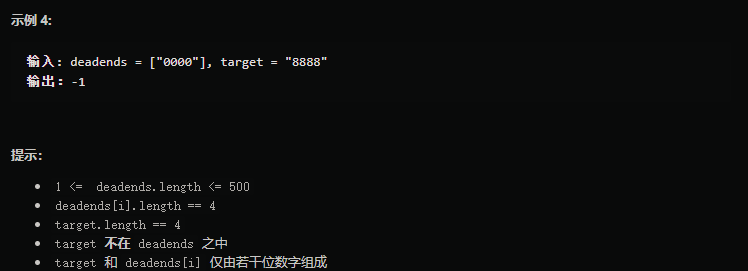 示例 4:
输入: deadends = ["0000"], target = "8888"
输出: -1
提示:
1 <= deadends.length <= 500
deadends[i].length == 4
target.length == 4
target 不在 deadends 之中
target 和 deadends[i] 仅由若干位数字组成